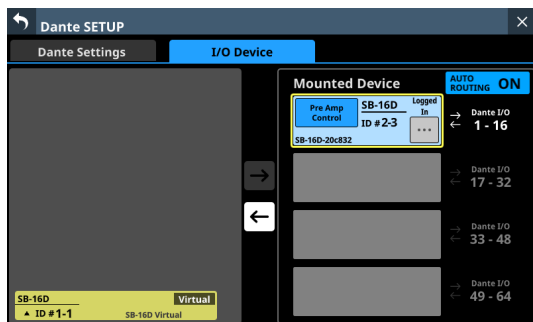 Dante SETUP
Dante Settings
I/O Device
Mounted Device
AUTO
ROUTING ON
Pre Amp
Control
SB-16D
ID #2-3
Logged
In
...
SB-16D-20c832
Dante I/O
1 - 16
Dante I/O
17 - 32
Dante I/O
33 - 48
Dante I/O
49 - 64
SB-16D
Virtual
ID #1-1
SB-16D Virtual